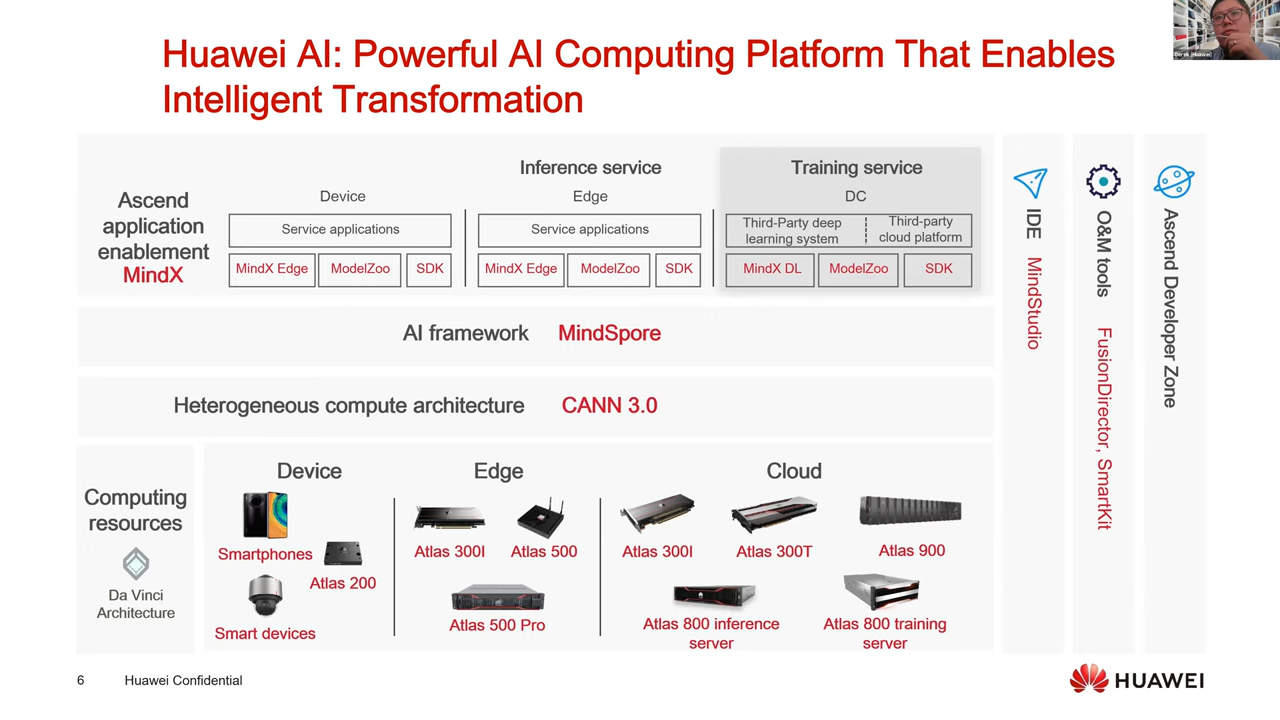 Huawei AI: Powerful AI Computing Platform That Enables
Intelligent Transformation
Derek (Huawei)
Ascend
application
enablement
MindX
Device
Service applications
MindX Edge
ModelZoo
SDK
Inference service
Edge
Service applications
MindX Edge
ModelZoo
SDK
Training service
DC
Third-Party deep
learning system
Third-party
cloud platform
MindX DL
ModelZoo
SDK
AI framework MindSpore
Heterogeneous compute architecture CANN 3.0
Computing
resources
Da Vinci
Architecture
Device
Smartphones
Atlas 200
Smart devices
Edge
Atlas 300I
Atlas 500
Atlas 500 Pro
Cloud
Atlas 300I
Atlas 300T
Atlas 900
Atlas 800 inference
server
Atlas 800 training
server
IDE MindStudio
O&M tools FusionDirector, SmartKit
Ascend Developer Zone
6 Huawei Confidential
HUAWEI